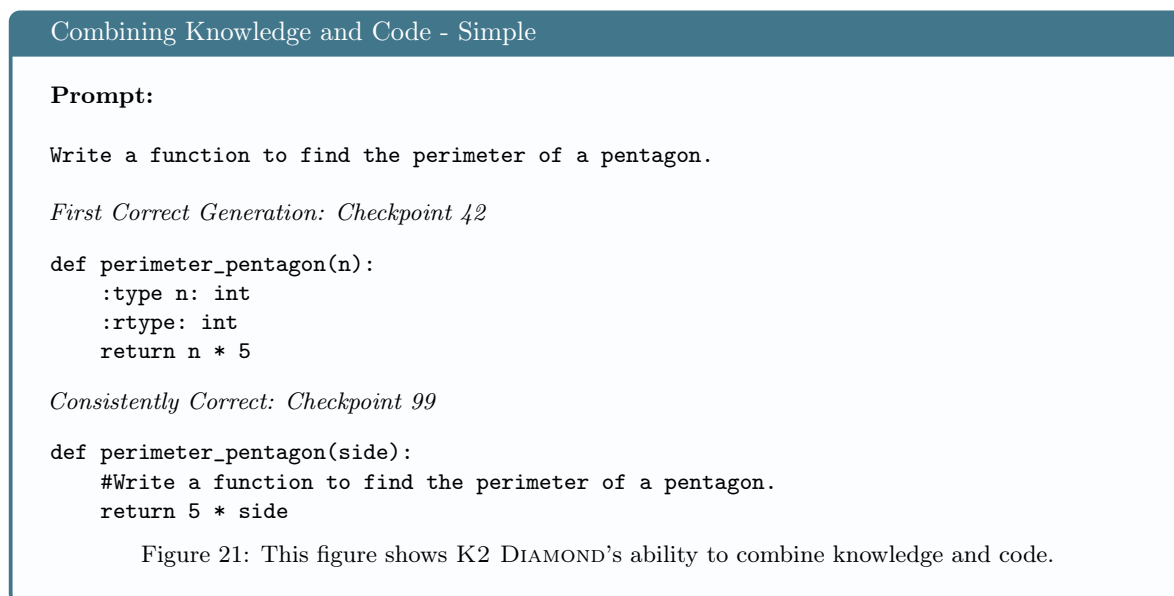 Combining Knowledge and Code - Simple
Prompt:
Write a function to find the perimeter of a pentagon.
First Correct Generation: Checkpoint 42
def perimeter_pentagon(n):
    :type n: int
    :rtype: int
    return n * 5
Consistently Correct: Checkpoint 99
def perimeter_pentagon(side):
    #Write a function to find the perimeter of a pentagon.
    return 5 * side
Figure 21: This figure shows K2 DIAMOND's ability to combine knowledge and code.